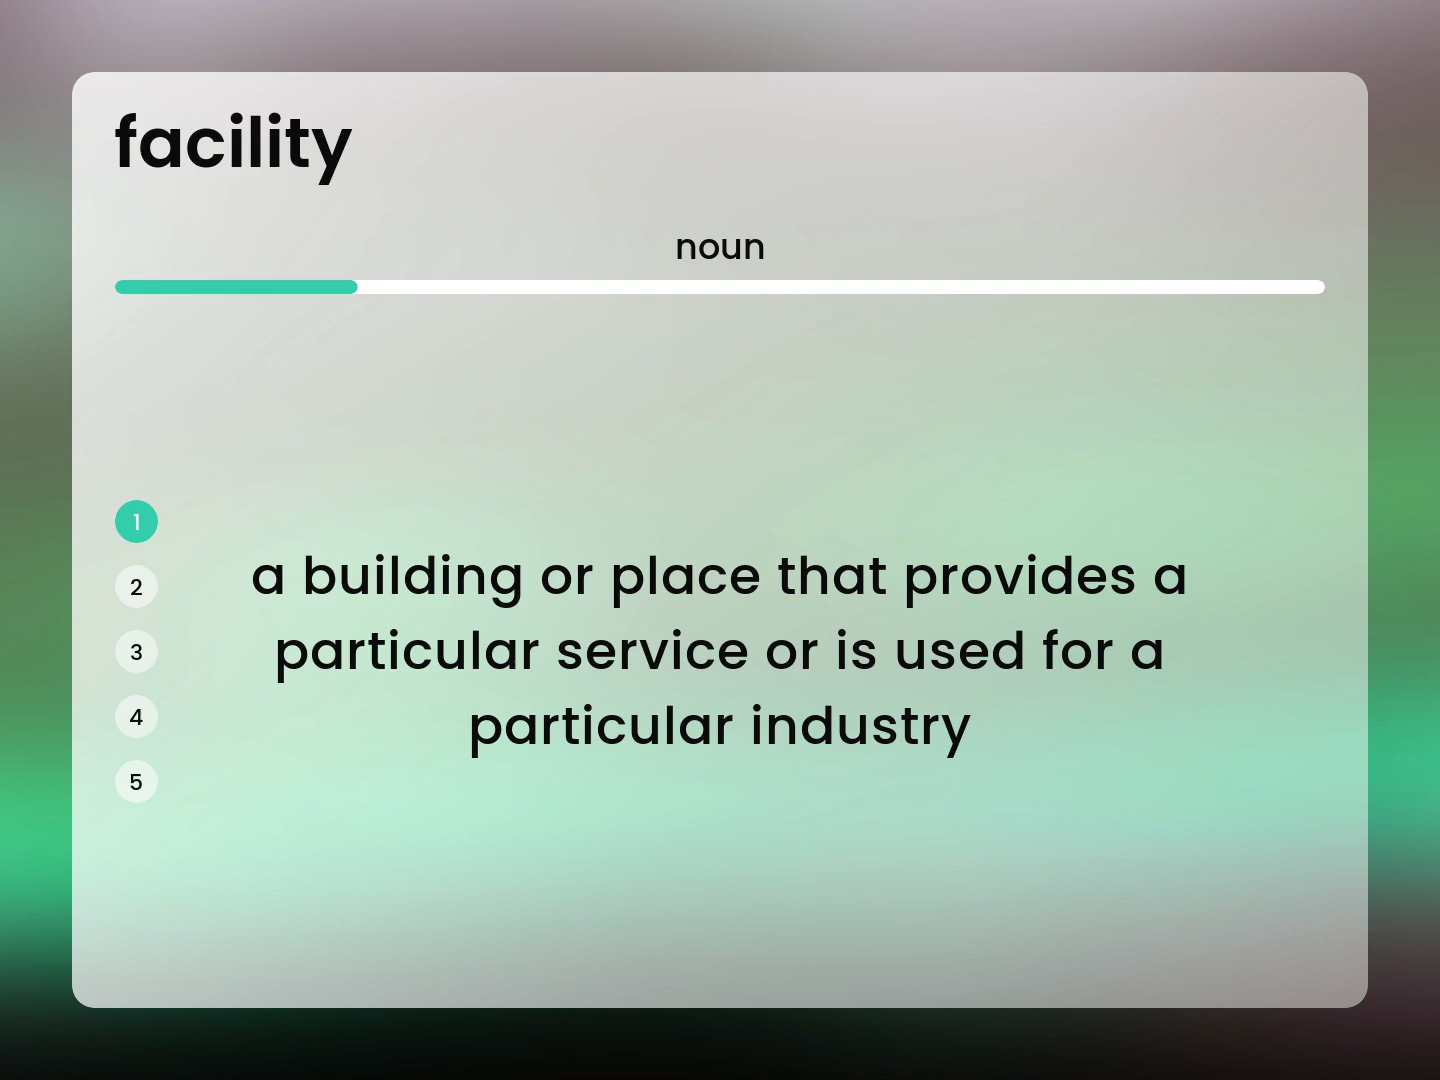 facility
noun
1
2
3
4
5
a building or place that provides a
particular service or is used for a
particular industry